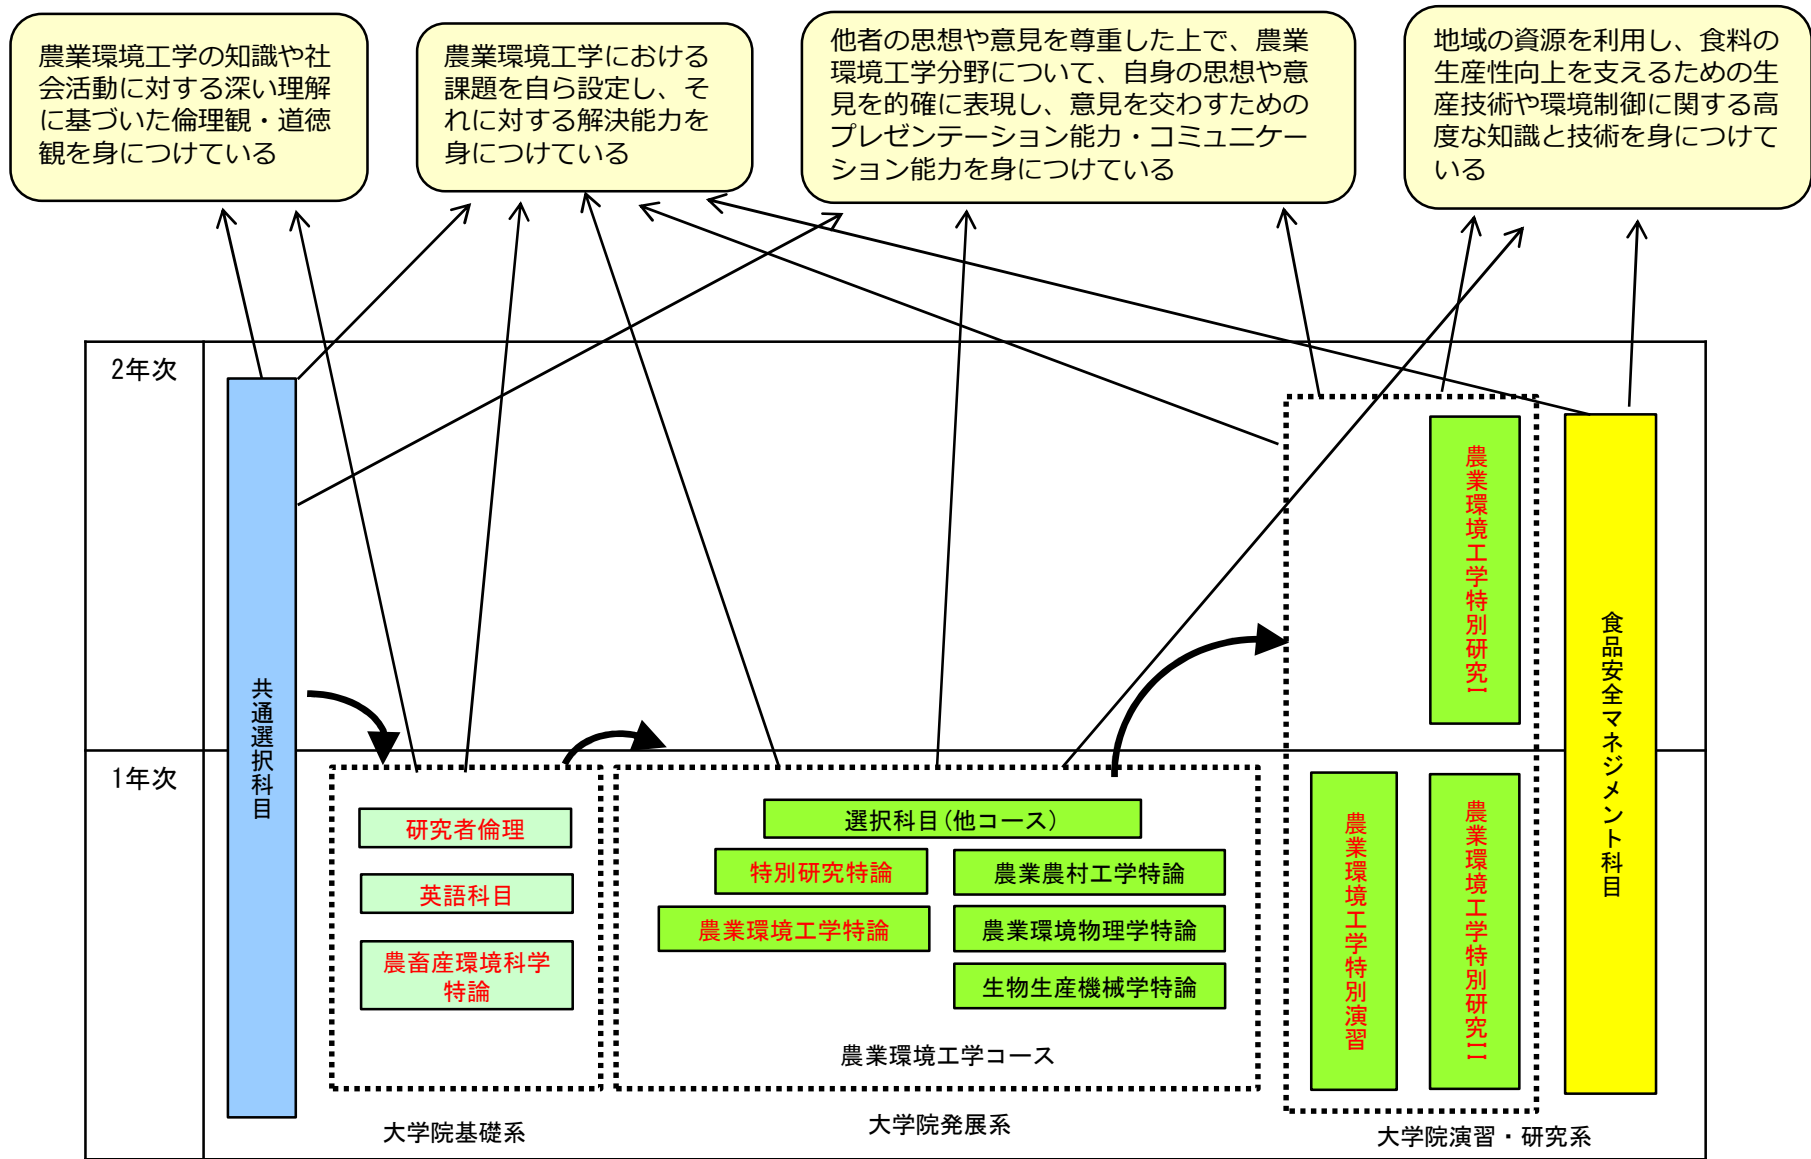 農業環境工学の知識や社
会活動に対する深い理解
に基づいた倫理観・道徳
観を身につけている
農業環境工学における
課題を自ら設定し、そ
れに対する解決能力を
身につけている
他者の思想や意見を尊重した上で、農業
環境工学分野について、自身の思想や意
見を的確に表現し、意見を交わすための
プレゼンテーション能力・コミュニケー
ション能力を身につけている
地域の資源を利用し、食料の
生産性向上を支えるための生
産技術や環境制御に関する高
度な知識と技術を身につけて
いる
2年次
農業環境工学特別研究I
共通選択科目
食品安全マネジメント科目
1年次
研究者倫理
英語科目
農畜産環境科学
特論
選択科目(他コース)
特別研究特論
農業農村工学特論
農業環境工学特論
農業環境物理学特論
生物生産機械学特論
農業環境工学コース
農業環境工学特別演習
農業環境工学特別研究II
大学院基礎系
大学院発展系
大学院演習・研究系